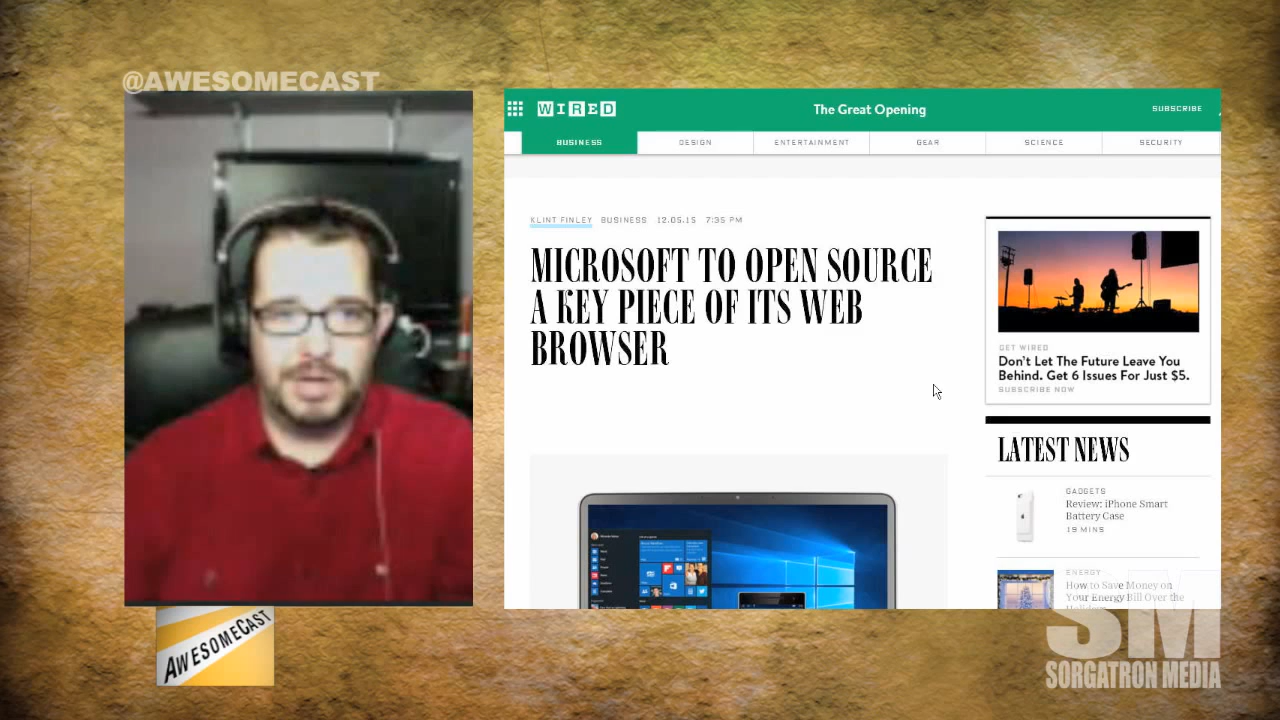 @AWESOMECAST
WIRED
The Great Opening
SUBSCRIBE
BUSINESS
DESIGN
ENTERTAINMENT
GEAR
SCIENCE
SECURITY
KLINT FINLEY BUSINESS 12.05.15 7:35 PM
MICROSOFT TO OPEN SOURCE
A KEY PIECE OF ITS WEB
BROWSER
GET WIRED
Don't Let The Future Leave You
Behind. Get 6 Issues For Just $5.
SUBSCRIBE NOW
LATEST NEWS
GADGETS
Review: iPhone Smart
Battery Case
19 MINS
ENERGY
How to Save Money on
Your Energy Bill Over the
Holidays
AWESOMECAST
SM
SORGATRON MEDIA